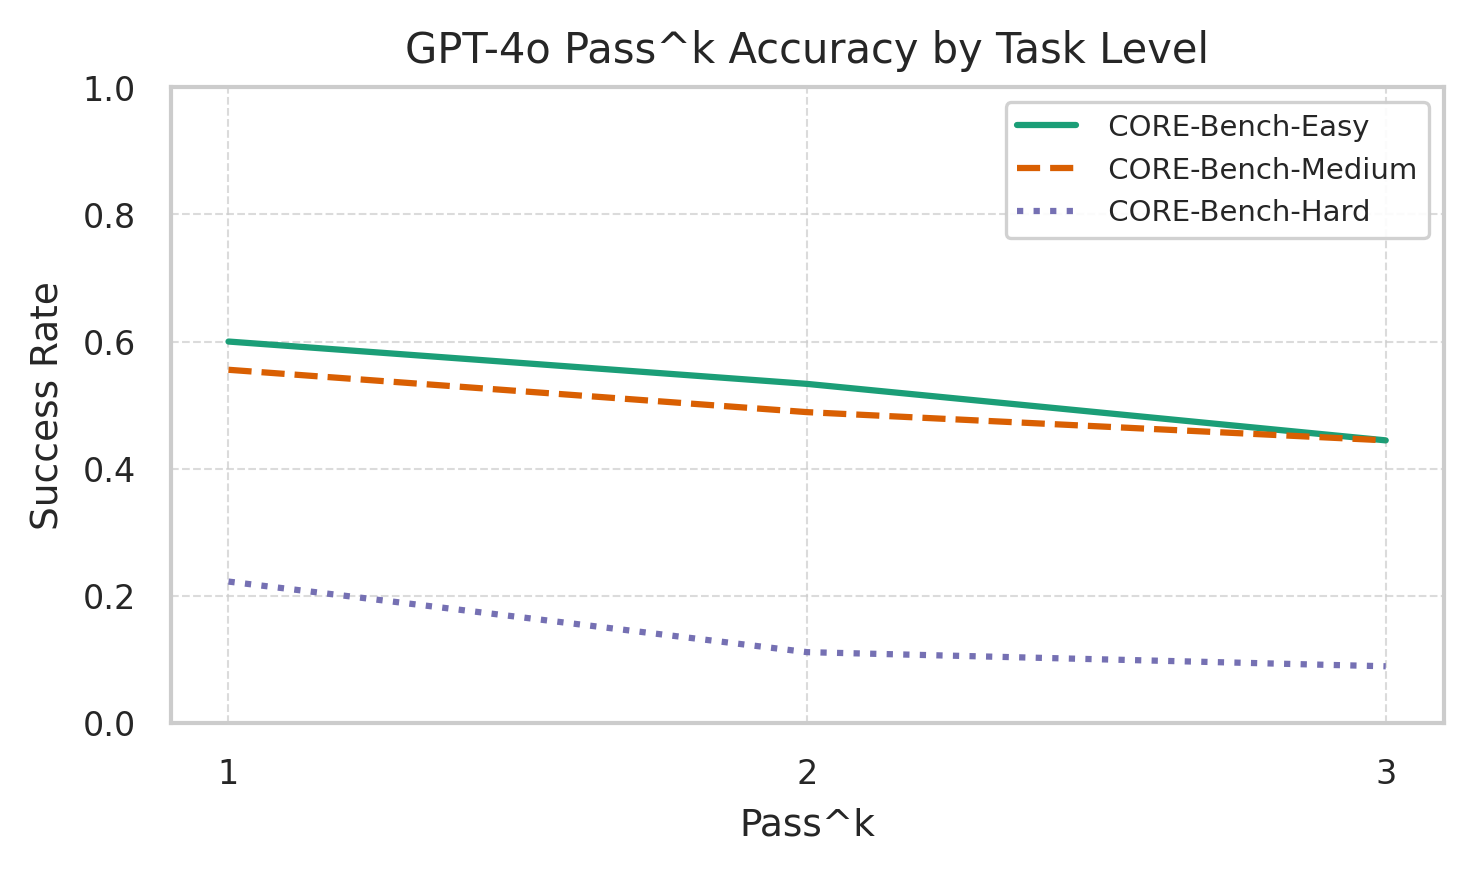 GPT-4o Pass^k Accuracy by Task Level
1.0
0.8
0.6
0.4
0.2
0.0
Success Rate
CORE-Bench-Easy
CORE-Bench-Medium
CORE-Bench-Hard
1 2 3
Pass^k